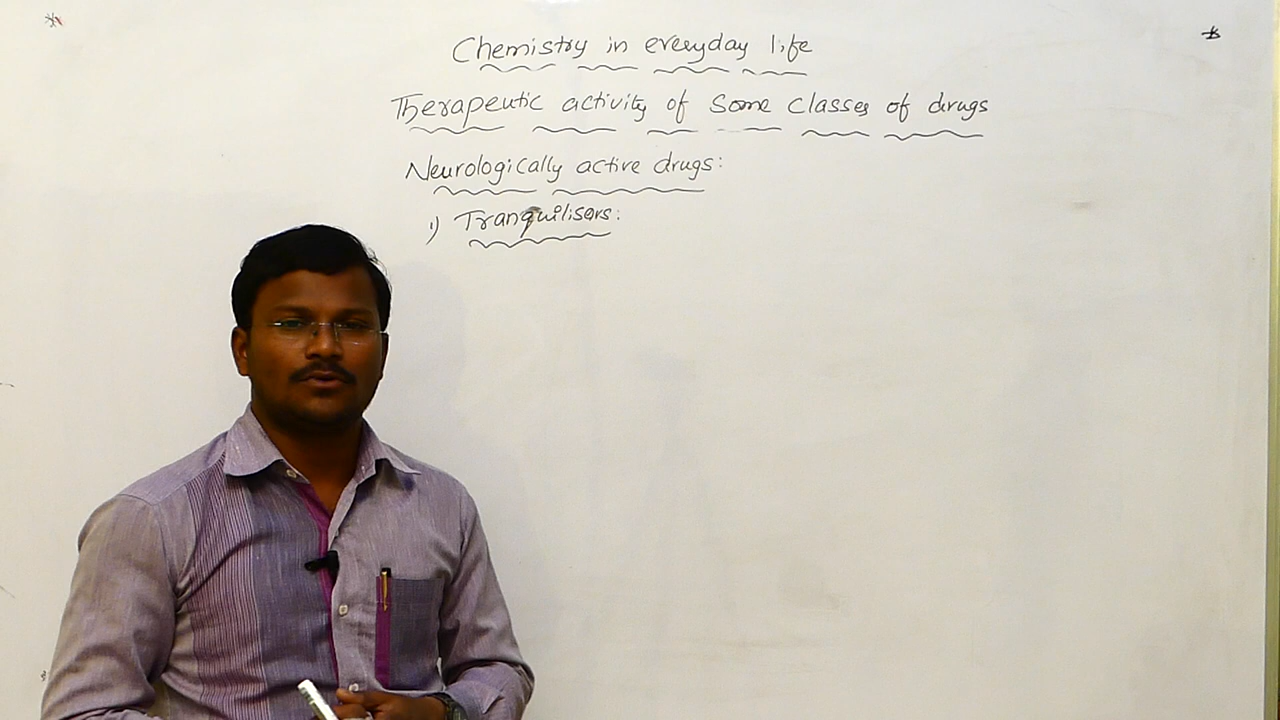 Chemistry in everyday life
Therapeutic activity of some classes of drugs
Neurologically active drugs:
1) Tranquilisers: